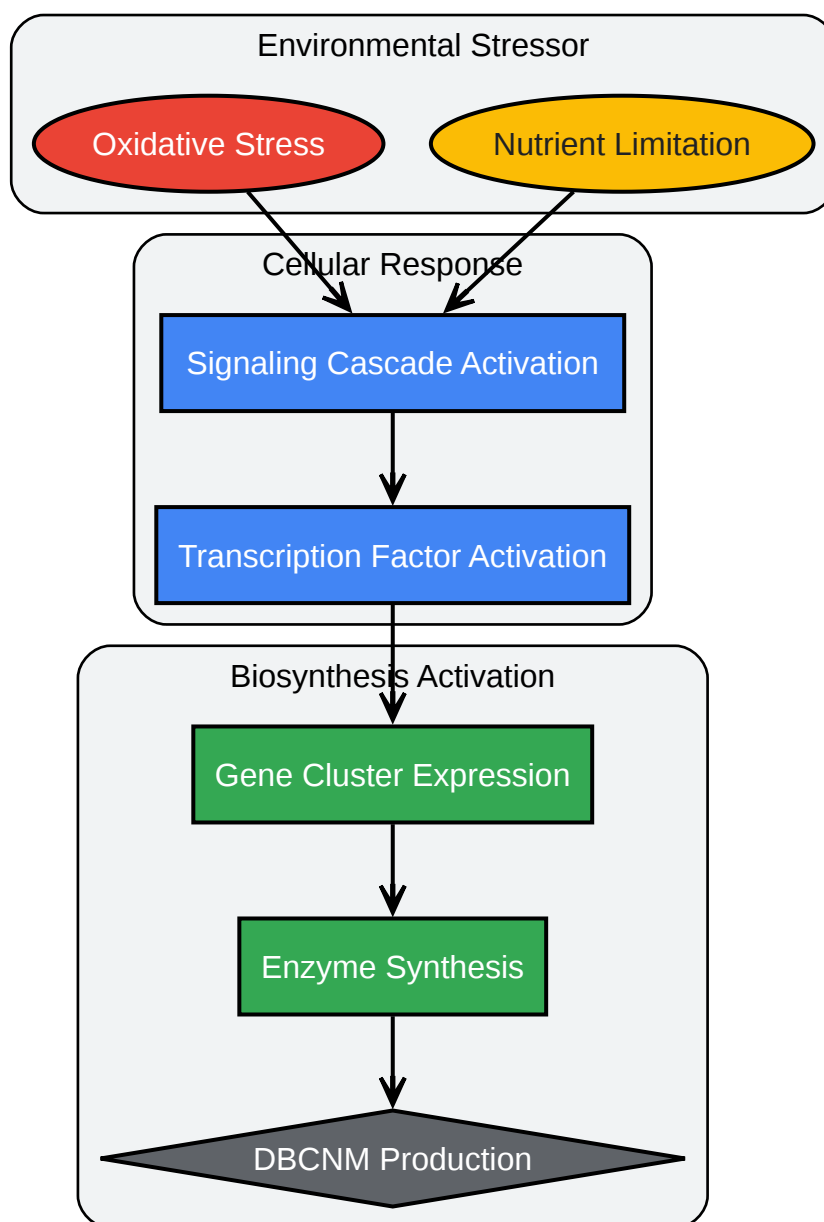 Environmental Stressor
Oxidative Stress
Nutrient Limitation
Cellular Response
Signaling Cascade Activation
Transcription Factor Activation
Biosynthesis Activation
Gene Cluster Expression
Enzyme Synthesis
DBCNM Production